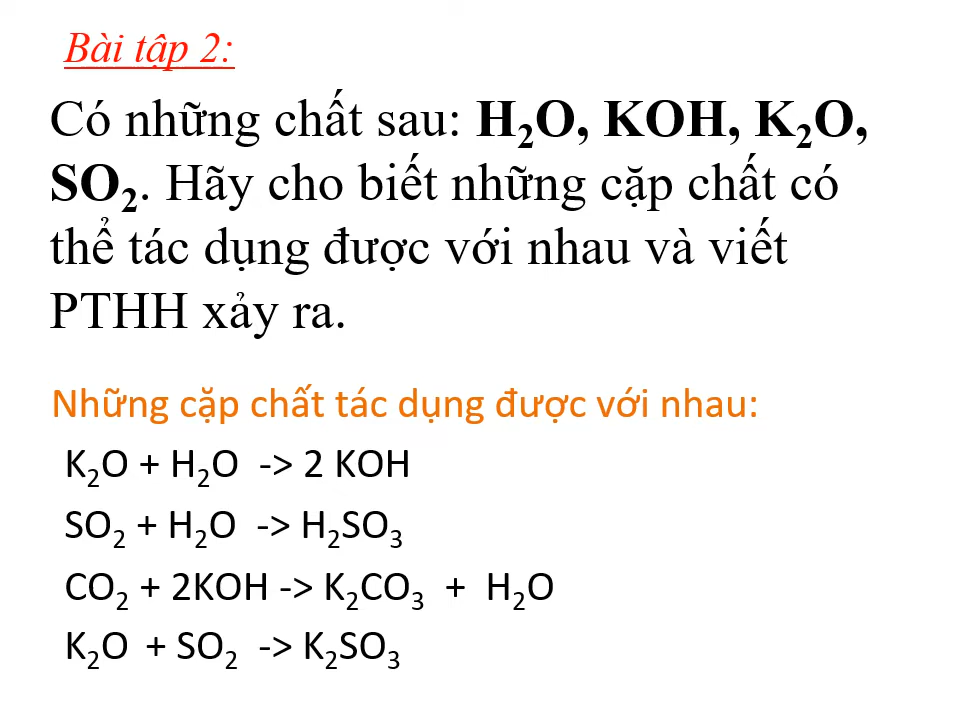 Bài tập 2:
Có những chất sau: H₂O, KOH, K₂O,
SO₂. Hãy cho biết những cặp chất có
thể tác dụng được với nhau và viết
PTHH xảy ra.
Những cặp chất tác dụng được với nhau:
K₂O + H₂O -> 2 KOH
SO₂ + H₂O -> H₂SO₃
CO₂ + 2KOH -> K₂CO₃ + H₂O
K₂O + SO₂ -> K₂SO₃